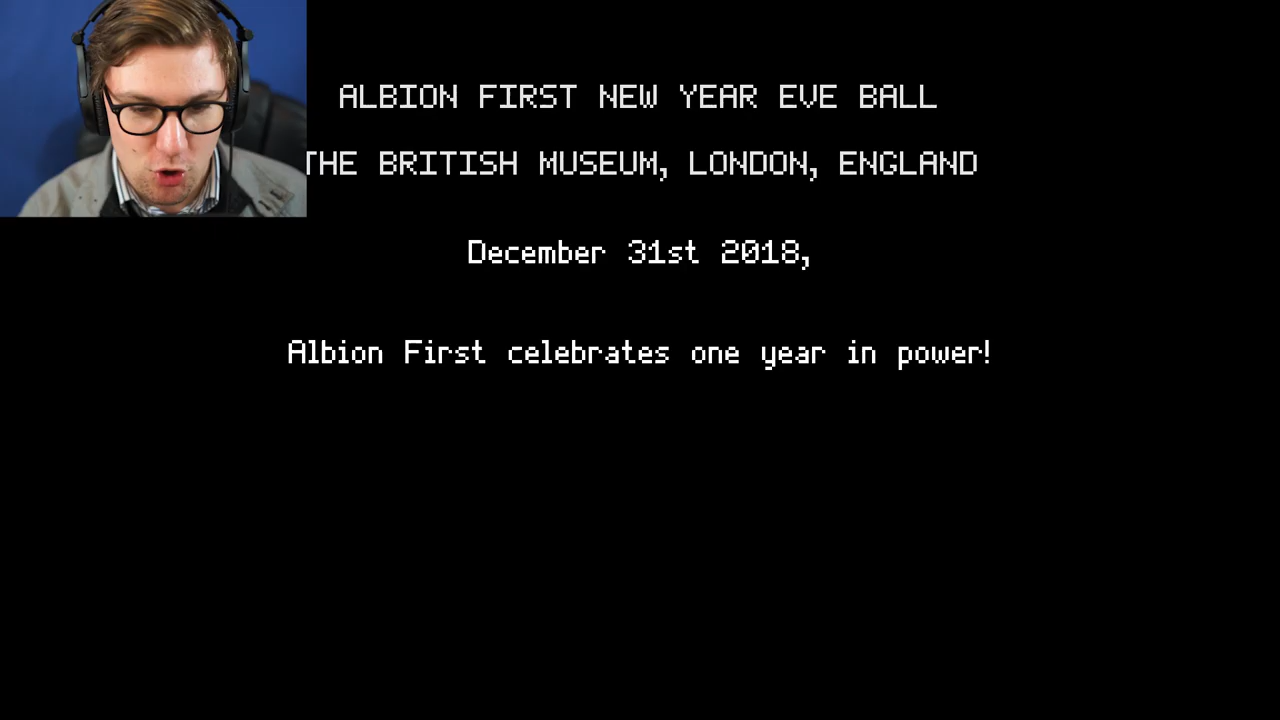 ALBION FIRST NEW YEAR EVE BALL
THE BRITISH MUSEUM, LONDON, ENGLAND
December 31st 2018,
Albion First celebrates one year in power!